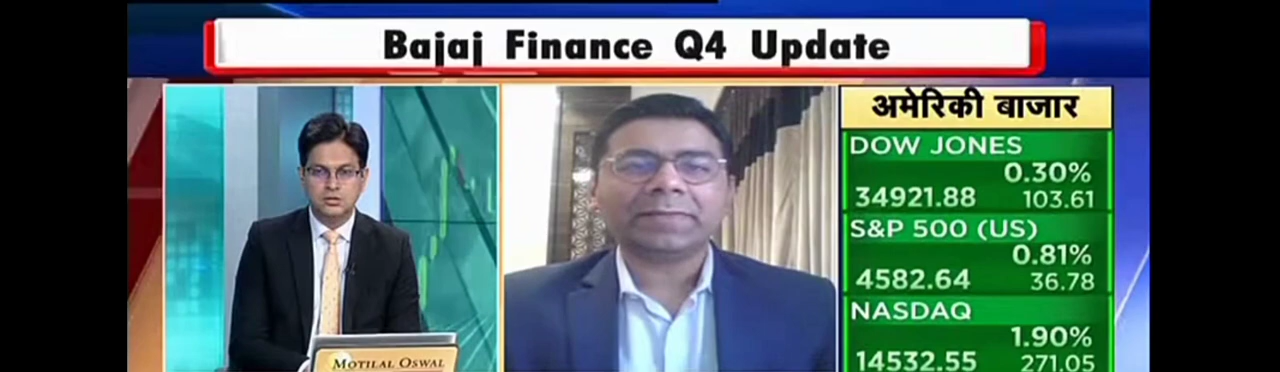 Bajaj Finance Q4 Update
अमेरिकी बाजार
DOW JONES
0.30%
34921.88 103.61
S&P 500 (US)
0.81%
4582.64 36.78
NASDAQ
1.90%
14532.55 271.05
MOTILAL OSWAL